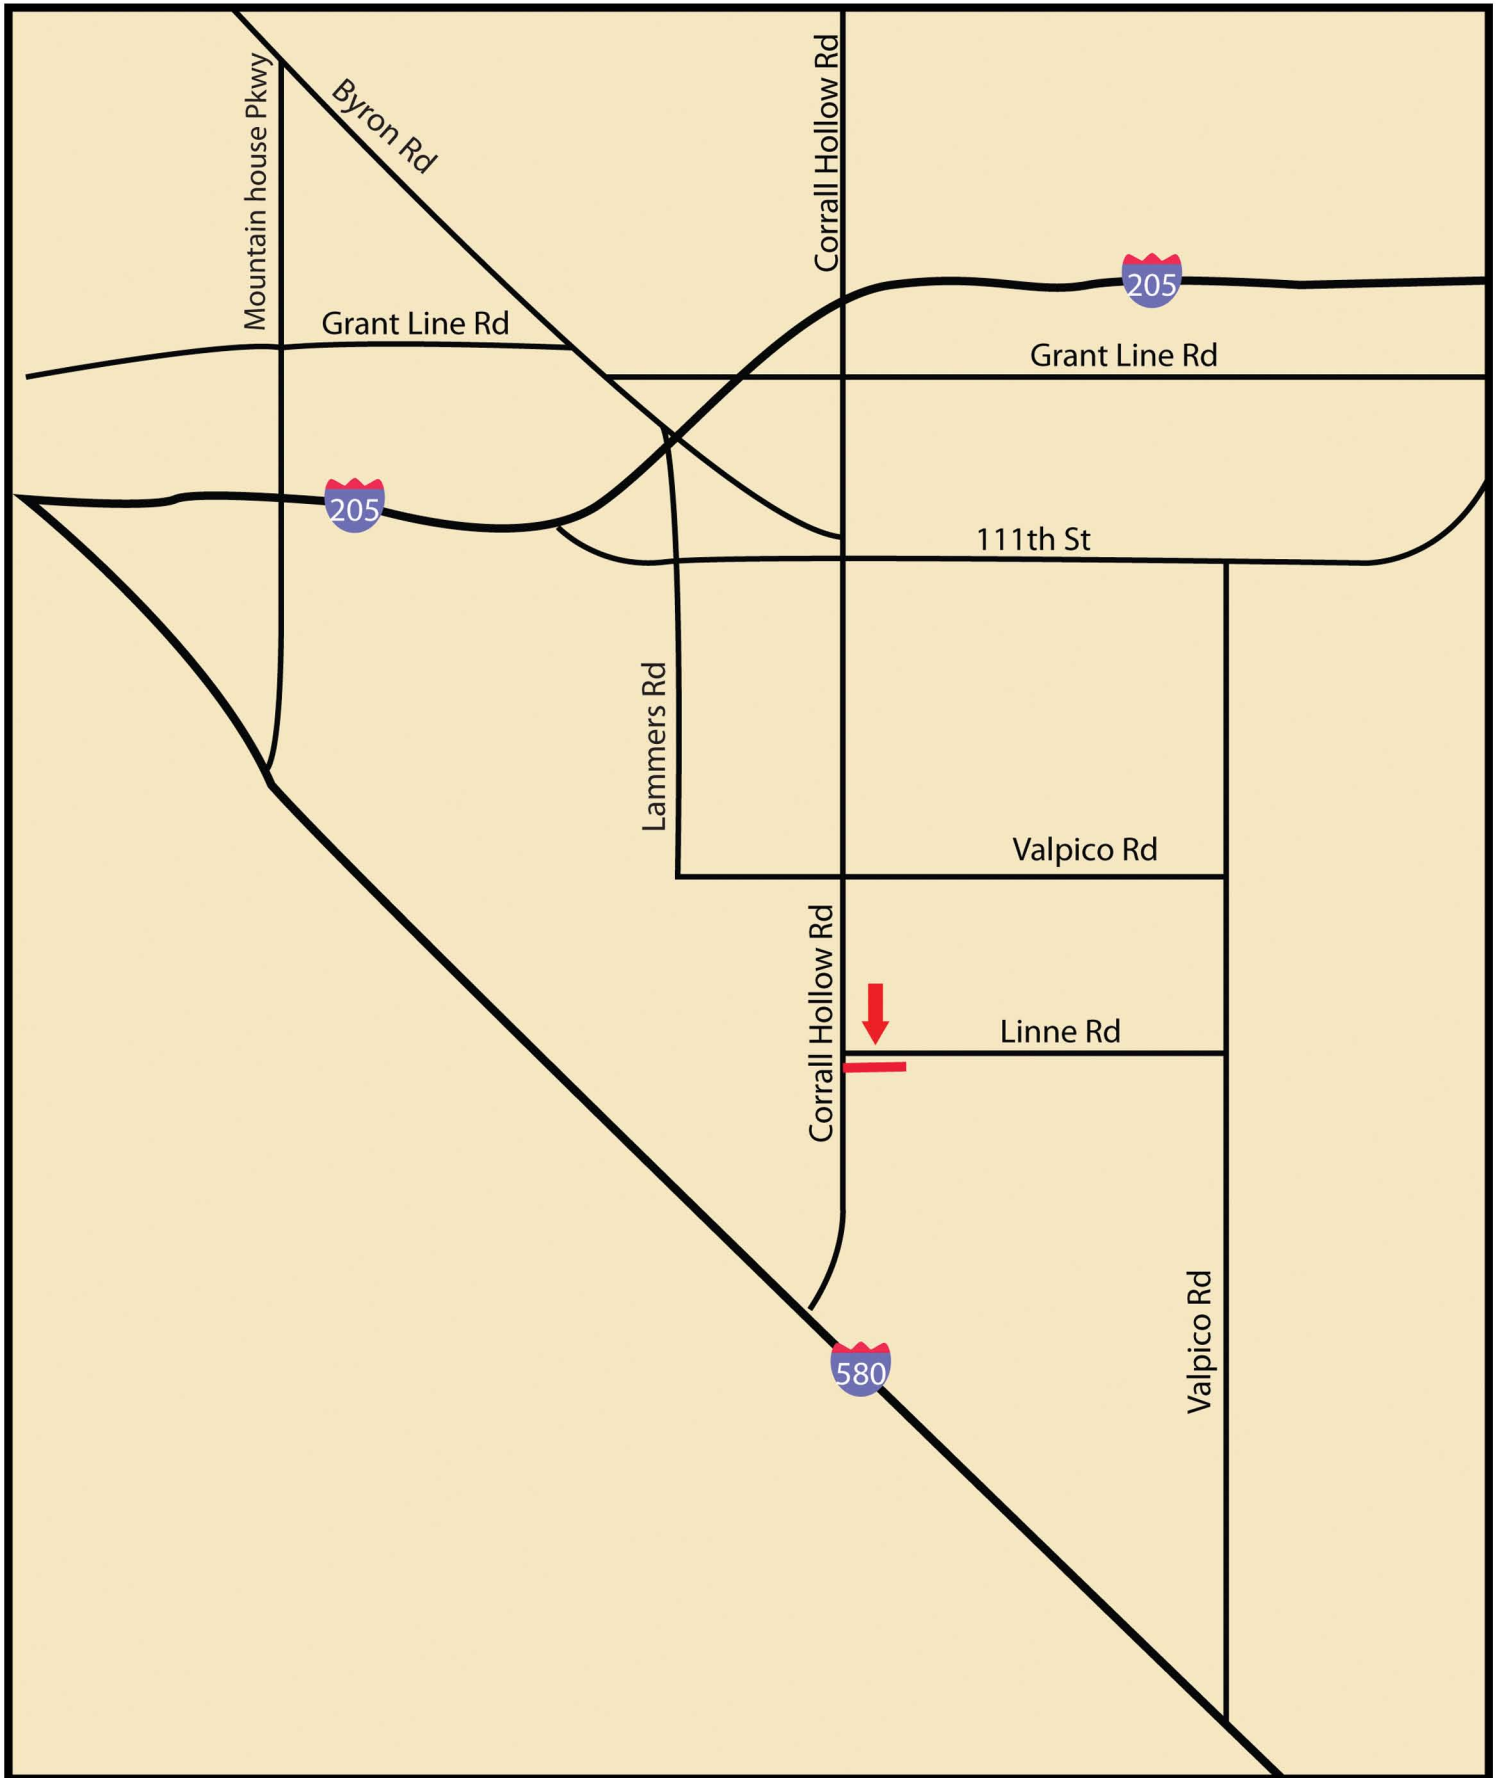 Mountain house Pkwy
Byron Rd
Corrall Hollow Rd
205
Grant Line Rd
Grant Line Rd
205
111th St
Lammers Rd
Valpico Rd
Corrall Hollow Rd
Linne Rd
Valpico Rd
580